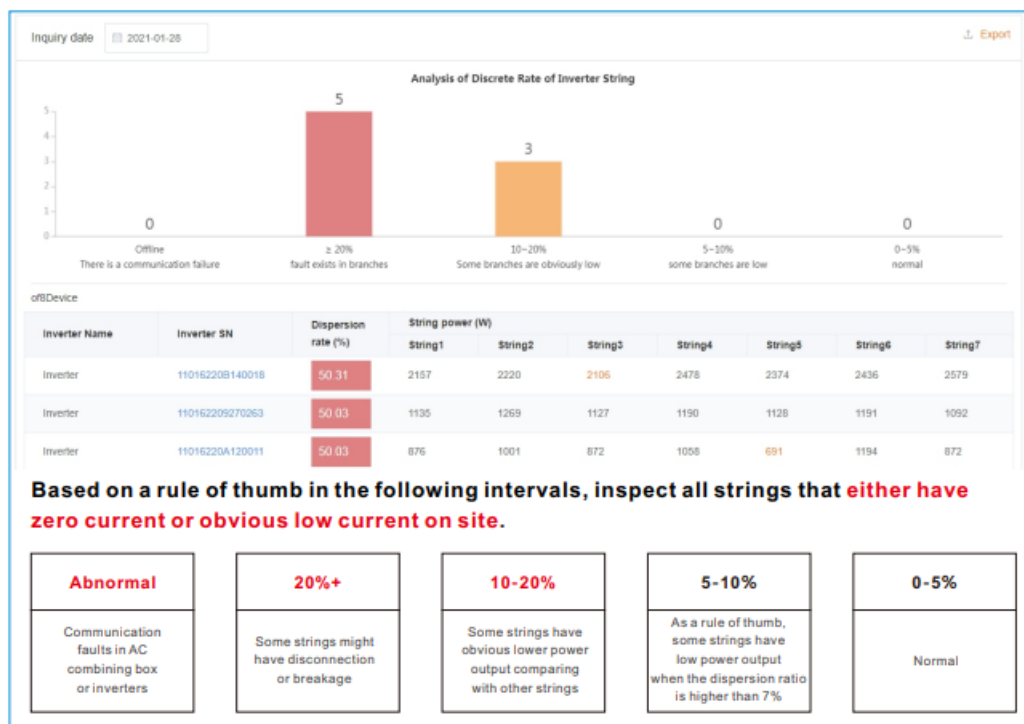 Inquiry date
2021-01-28
Export
Analysis of Discrete Rate of Inverter String
5
4
3
2
1
0
0
5
3
0
0
Offline
There is a communication failure
≥ 20%
fault exists in branches
10~20%
Some branches are obviously low
5~10%
some branches are low
0~5%
normal
of8Device
Inverter Name Inverter SN Dispersion rate (%) String power (W)
String1 String2 String3 String4 String5 String6 String7
Inverter 11016220B140018 50.31 2157 2220 2106 2478 2374 2436 2579
Inverter 110162209270263 50.03 1135 1269 1127 1190 1128 1191 1092
Inverter 11016220A120011 50.03 876 1001 872 1058 691 1194 872
Based on a rule of thumb in the following intervals, inspect all strings that either have
zero current or obvious low current on site.
Abnormal
Communication
faults in AC
combining box
or inverters
20%+
Some strings might
have disconnection
or breakage
10-20%
Some strings have
obvious lower power
output comparing
with other strings
5-10%
As a rule of thumb,
some strings have
low power output
when the dispersion ratio
is higher than 7%
0-5%
Normal